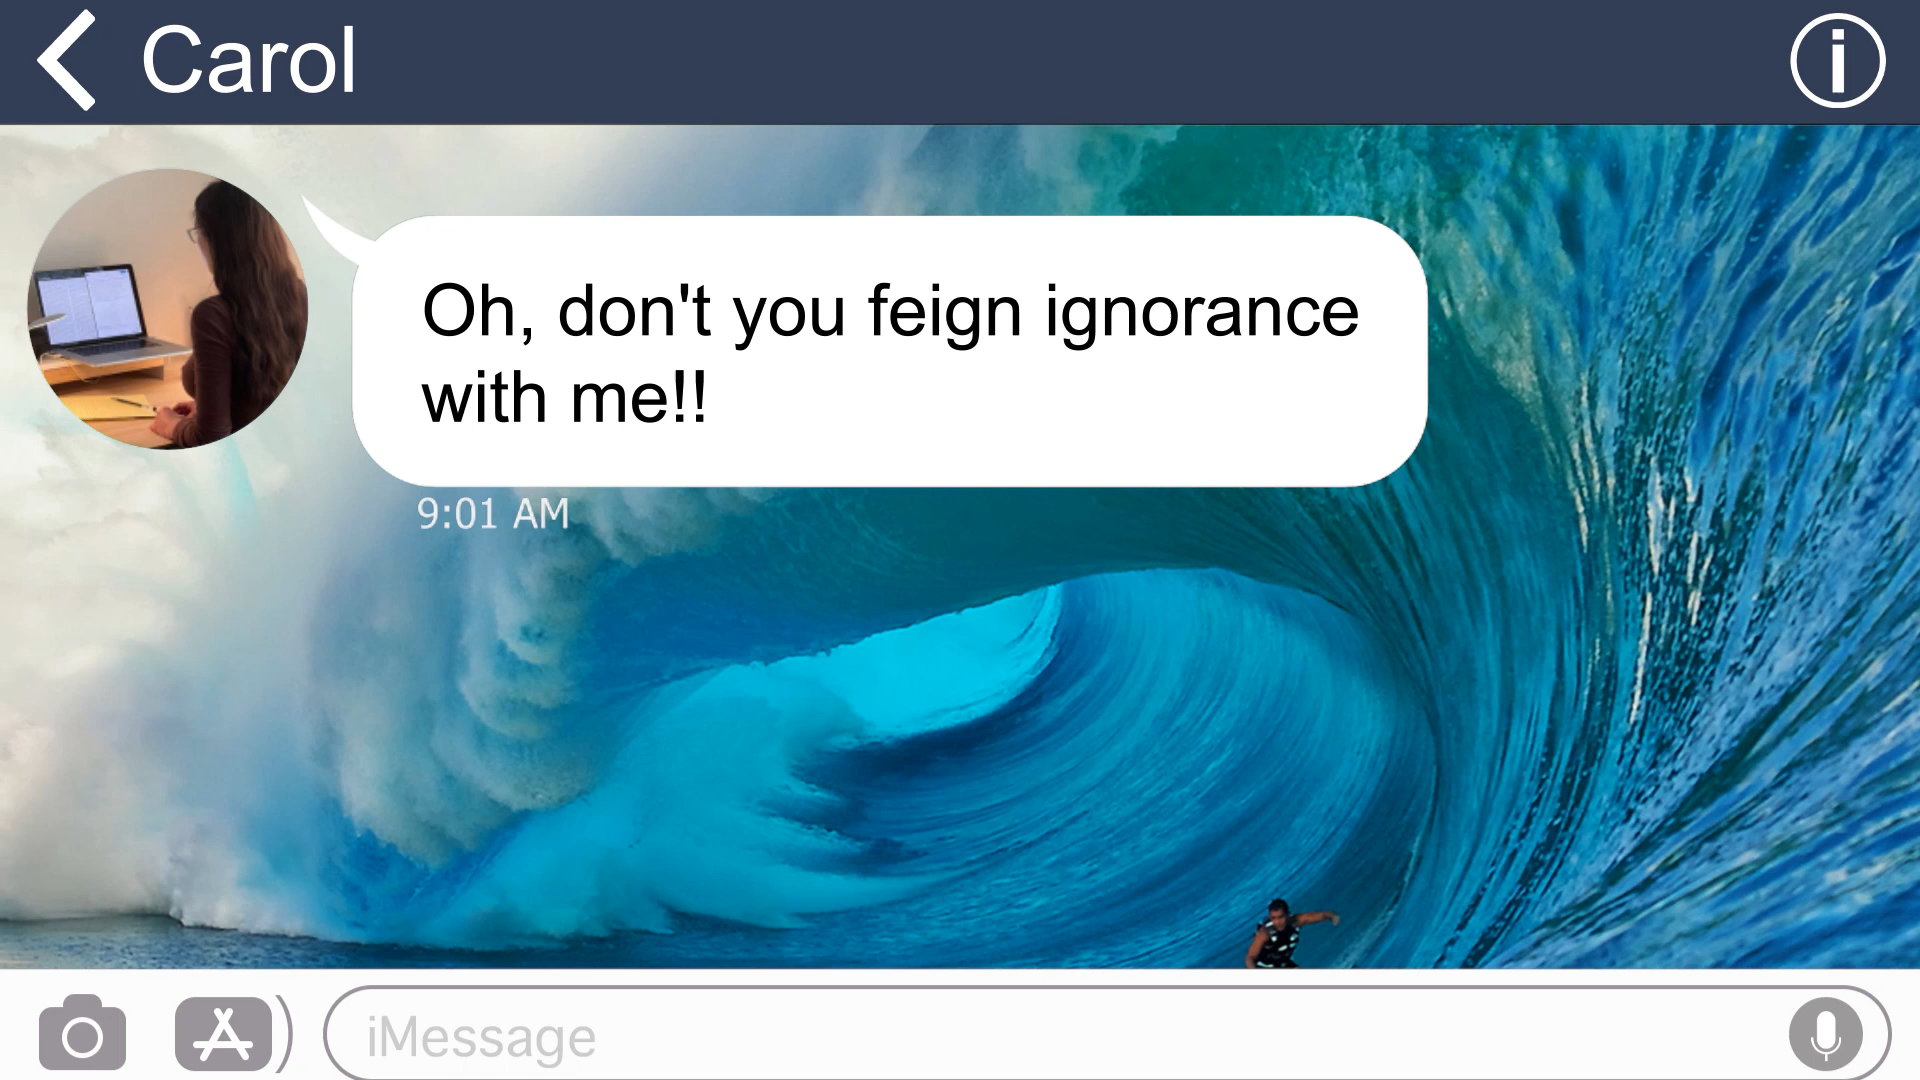 Carol
Oh, don't you feign ignorance
with me!!
9:01 AM
iMessage